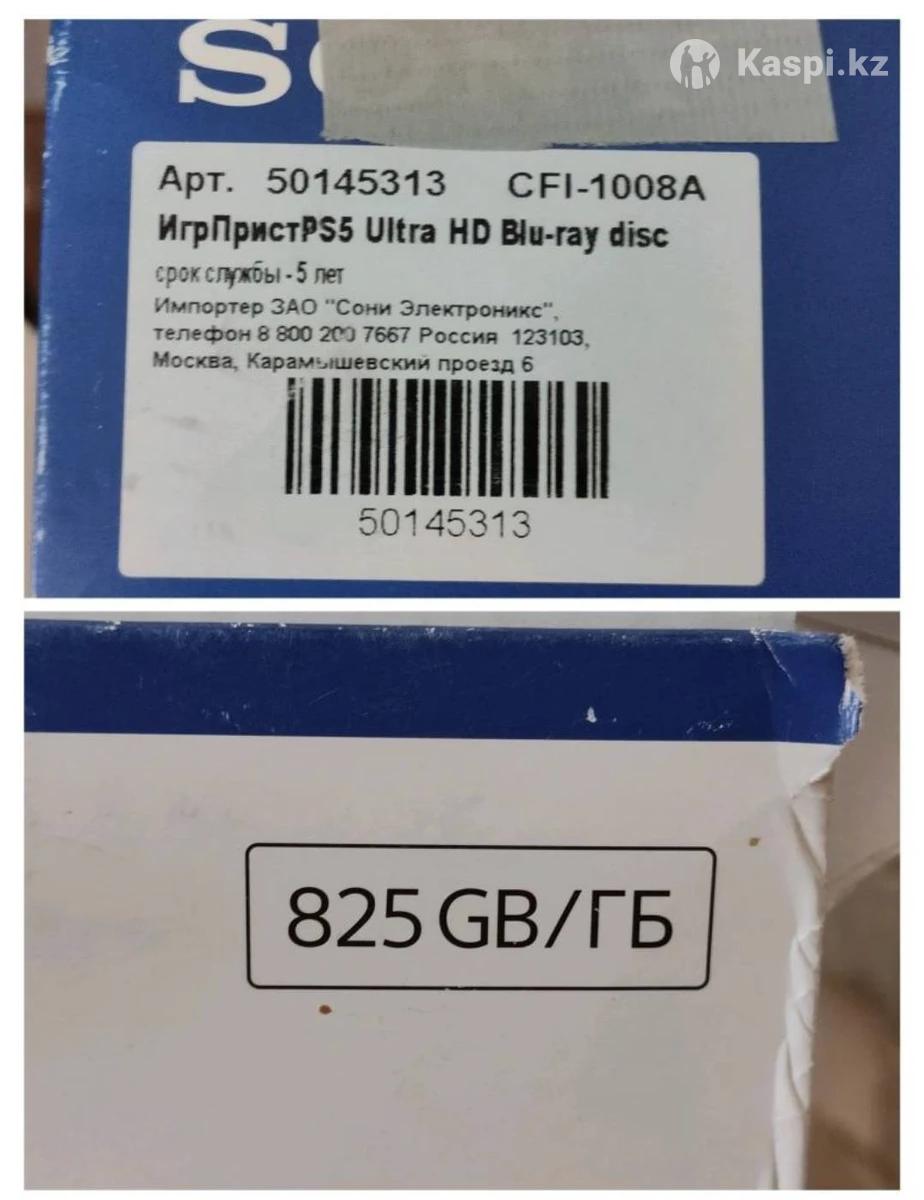 Kaspi.kz
Арт. 50145313 CFI-1008A
ИгрПристPS5 Ultra HD Blu-ray disc
срок службы - 5 лет
Импортер ЗАО "Сони Электроникс",
телефон 8 800 200 7667 Россия 123103,
Москва, Карамышевский проезд 6
50145313
825 GB/ГБ